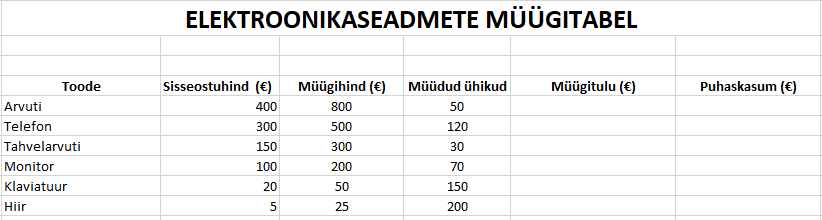 ELEKTROONIKASEADMETE MÜÜGITABEL
Toode Sisseostuhind (€) Müügihind (€) Müüdud ühikud Müügitulu (€) Puhaskasum (€)
Arvuti 400 800 50
Telefon 300 500 120
Tahvelarvuti 150 300 30
Monitor 100 200 70
Klaviatuur 20 50 150
Hiir 5 25 200